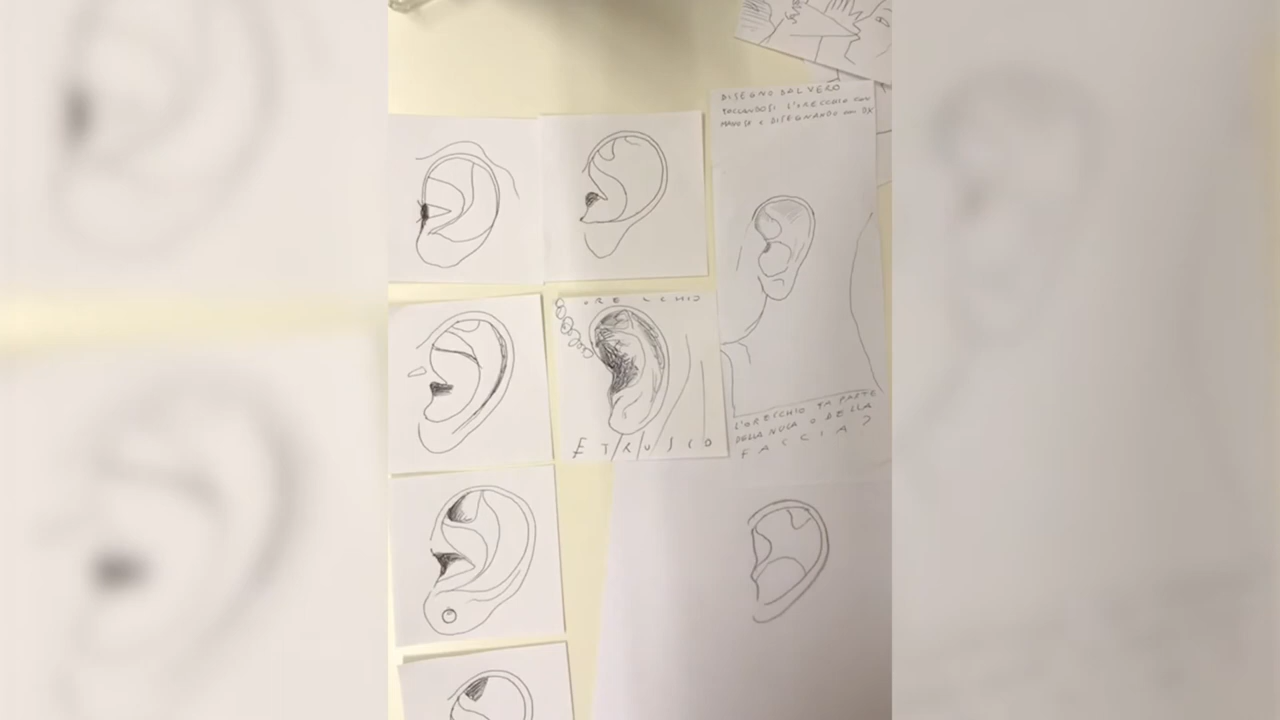 DISEGNO DAL VERO
TOCCANDOSI L'ORECCHIO CON
MANO SX E DISEGNANDO CON DX
ORECCHIO
ETRUSCO
L'ORECCHIO FA PARTE
DELLA NUCA O DELLA
FACCIA?